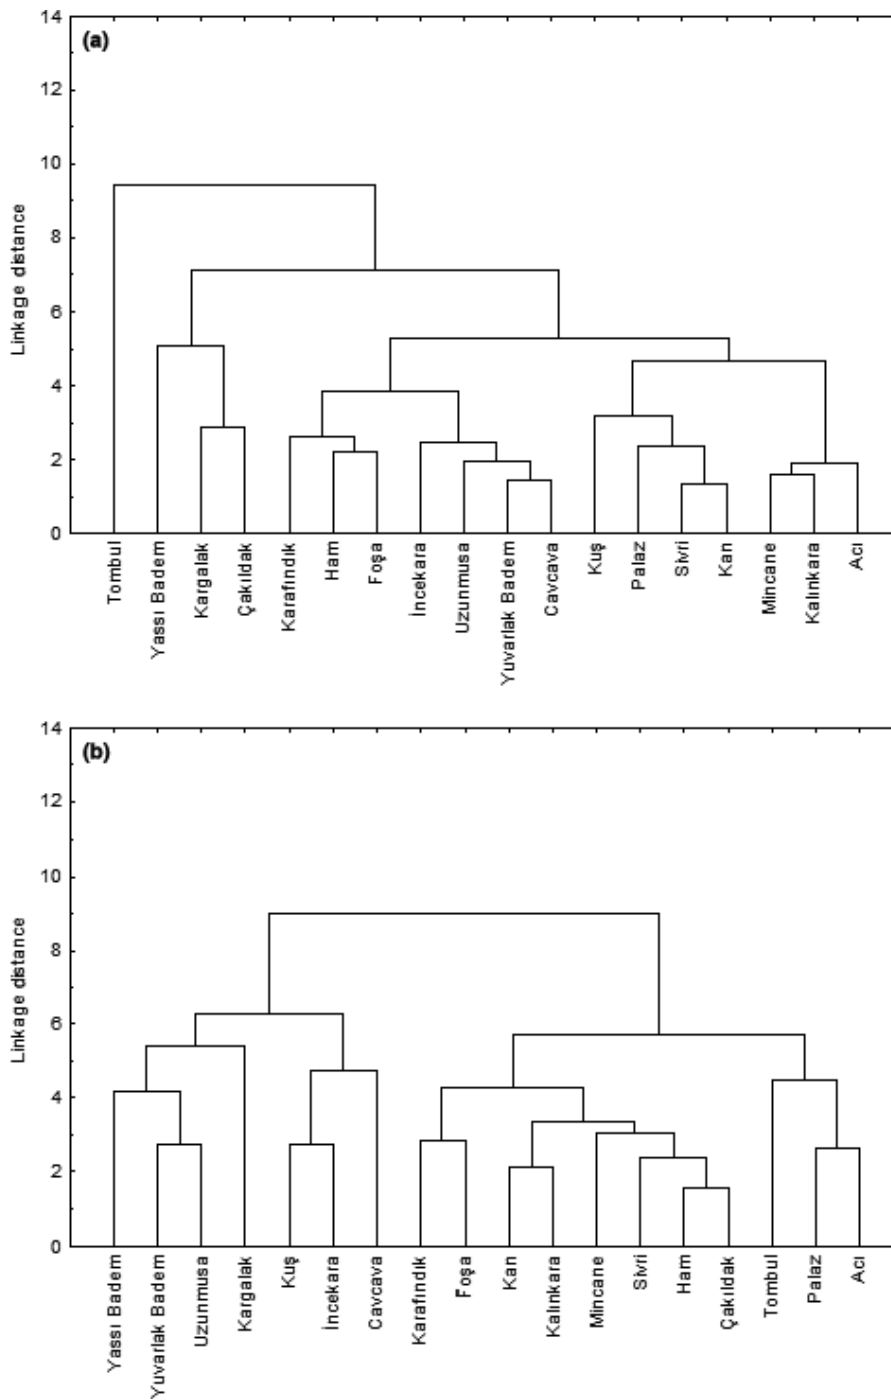 (a)
14
12
10
8
6
4
2
0
Linkage distance
Tombul
Yassı Badem
Kargalak
Çakıldak
Karafındık
Ham
Foşa
İncekara
Uzunmusa
Yuvarlak Badem
Cavcava
Kuş
Palaz
Sivri
Kan
Mincane
Kalınkara
Acı
(b)
14
12
10
8
6
4
2
0
Linkage distance
Yassı Badem
Yuvarlak Badem
Uzunmusa
Kargalak
Kuş
İncekara
Cavcava
Karafındık
Foşa
Kan
Kalınkara
Mincane
Sivri
Ham
Çakıldak
Tombul
Palaz
Acı